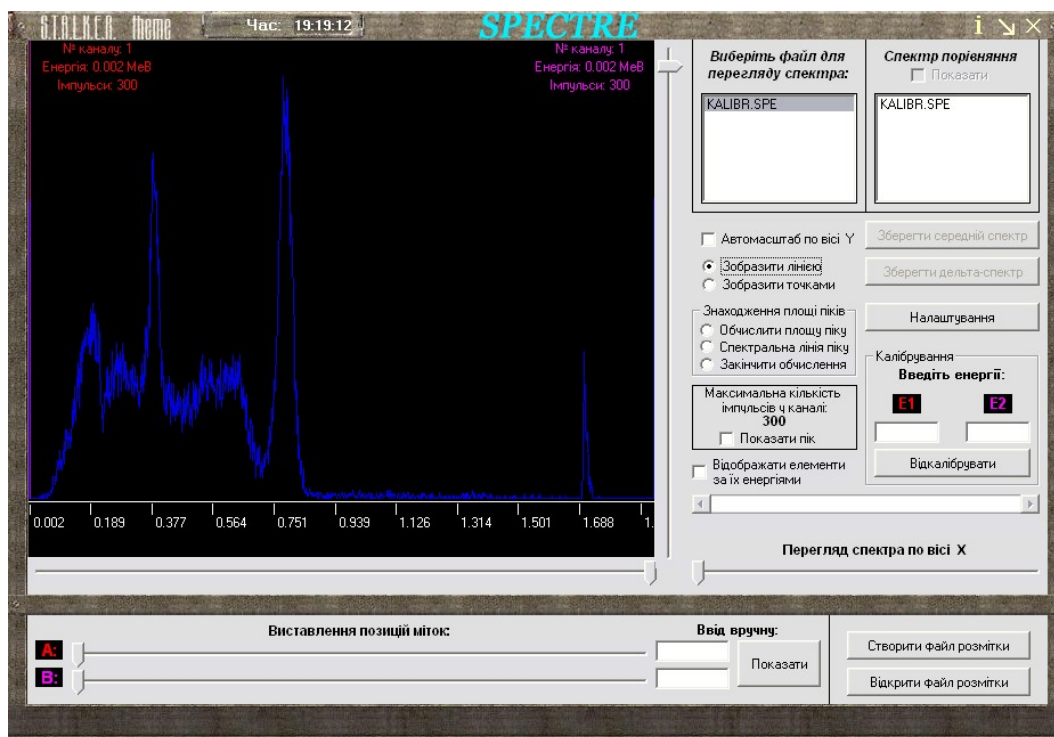 S.T.A.L.K.E.R. theme
Час: 19:19:12
SPECTRE
№ каналу: 1
Енергія: 0.002 МеВ
Імпульси: 300
№ каналу: 1
Енергія: 0.002 МеВ
Імпульси: 300
0.002 0.189 0.377 0.564 0.751 0.939 1.126 1.314 1.501 1.688 1.
Виберіть файл для
перегляду спектра:
KALIBR.SPE
Спектр порівняння
Показати
KALIBR.SPE
Автомасштаб по вісі Y
Зобразити лінією
Зобразити точками
Зберегти середній спектр
Зберегти дельта-спектр
Знаходження площі піків
Обчислити площу піку
Спектральна лінія піку
Закінчити обчислення
Налаштування
Калібрування
Введіть енергії:
E1 E2
Відкалібрувати
Максимальна кількість
імпульсів у каналі:
300
Показати пік
Відображати елементи
за їх енергіями
Перегляд спектра по вісі X
Виставлення позицій міток:
A:
B:
Ввід вручну:
Показати
Створити файл розмітки
Відкрити файл розмітки